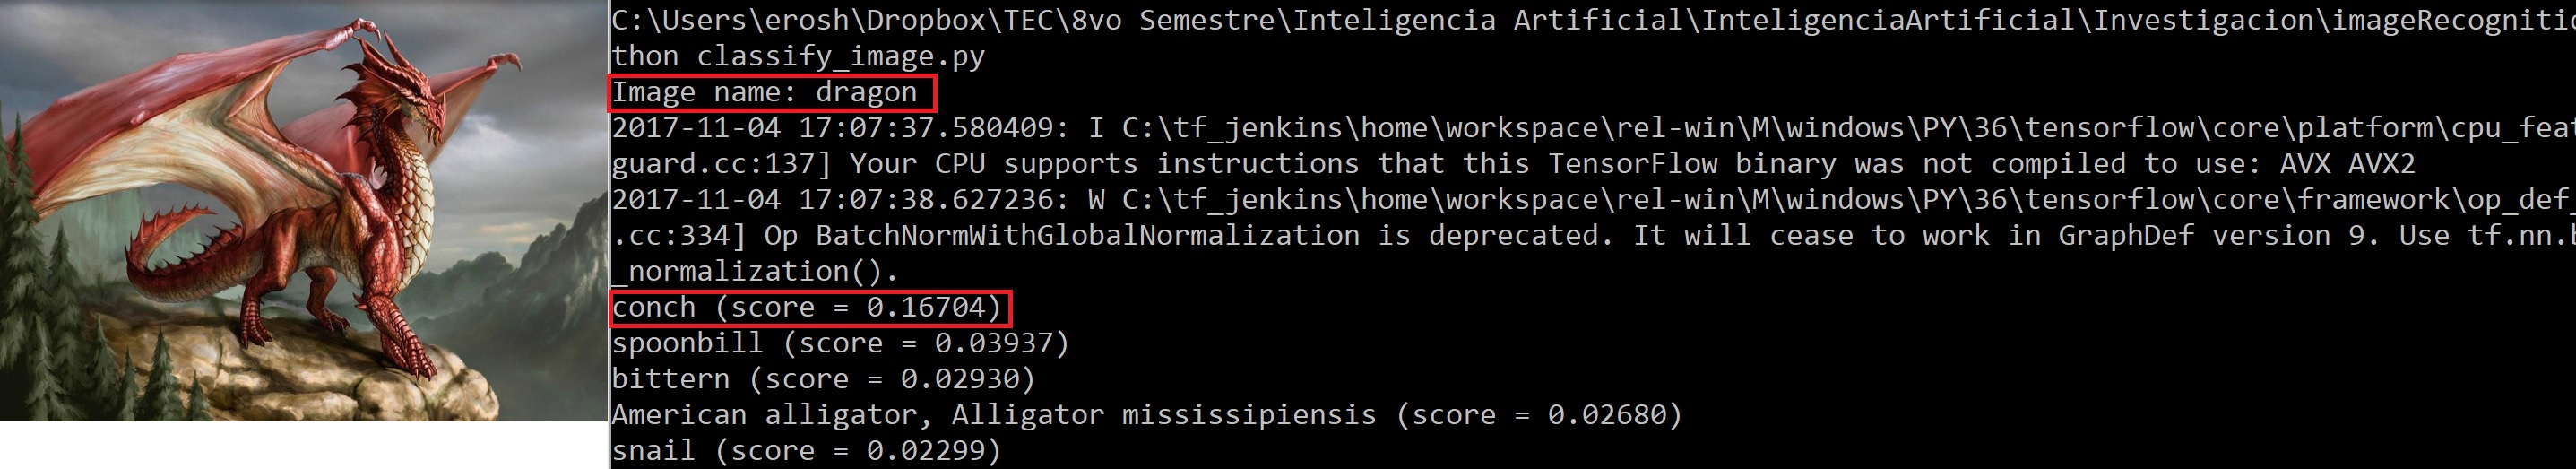 C:\Users\erosh\Dropbox\TEC\8vo Semestre\Inteligencia Artificial\InteligenciaArtificial\Investigacion\imageRecognitio
thon classify_image.py
Image name: dragon
2017-11-04 17:07:37.580409: I C:\tf_jenkins\home\workspace\rel-win\M\windows\PY\36\tensorflow\core\platform\cpu_feat
guard.cc:137] Your CPU supports instructions that this TensorFlow binary was not compiled to use: AVX AVX2
2017-11-04 17:07:38.627236: W C:\tf_jenkins\home\workspace\rel-win\M\windows\PY\36\tensorflow\core\framework\op_def_
.cc:334] Op BatchNormWithGlobalNormalization is deprecated. It will cease to work in GraphDef version 9. Use tf.nn.b
_normalization().
conch (score = 0.16704)
spoonbill (score = 0.03937)
bittern (score = 0.02930)
American alligator, Alligator mississipiensis (score = 0.02680)
snail (score = 0.02299)